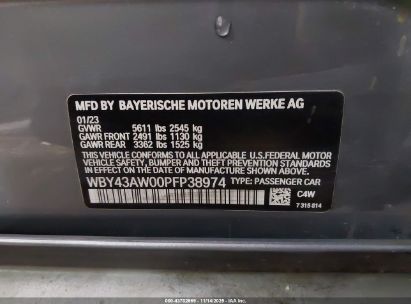 MFD BY BAYERISCHE MOTOREN WERKE AG
01/23
GVWR 5611 lbs 2545 kg
GAWR FRONT 2491 lbs 1130 kg
GAWR REAR 3362 lbs 1525 kg
THIS VEHICLE CONFORMS TO ALL APPLICABLE
U.S. FEDERAL MOTOR VEHICLE SAFETY, BUMPER,
AND THEFT PREVENTION STANDARDS IN EFFECT ON
THE DATE OF MANUFACTURE SHOWN ABOVE.
WBY43AW00PFP38974 TYPE: PASSENGER CAR
C4W
7 315 814
11/14/2025